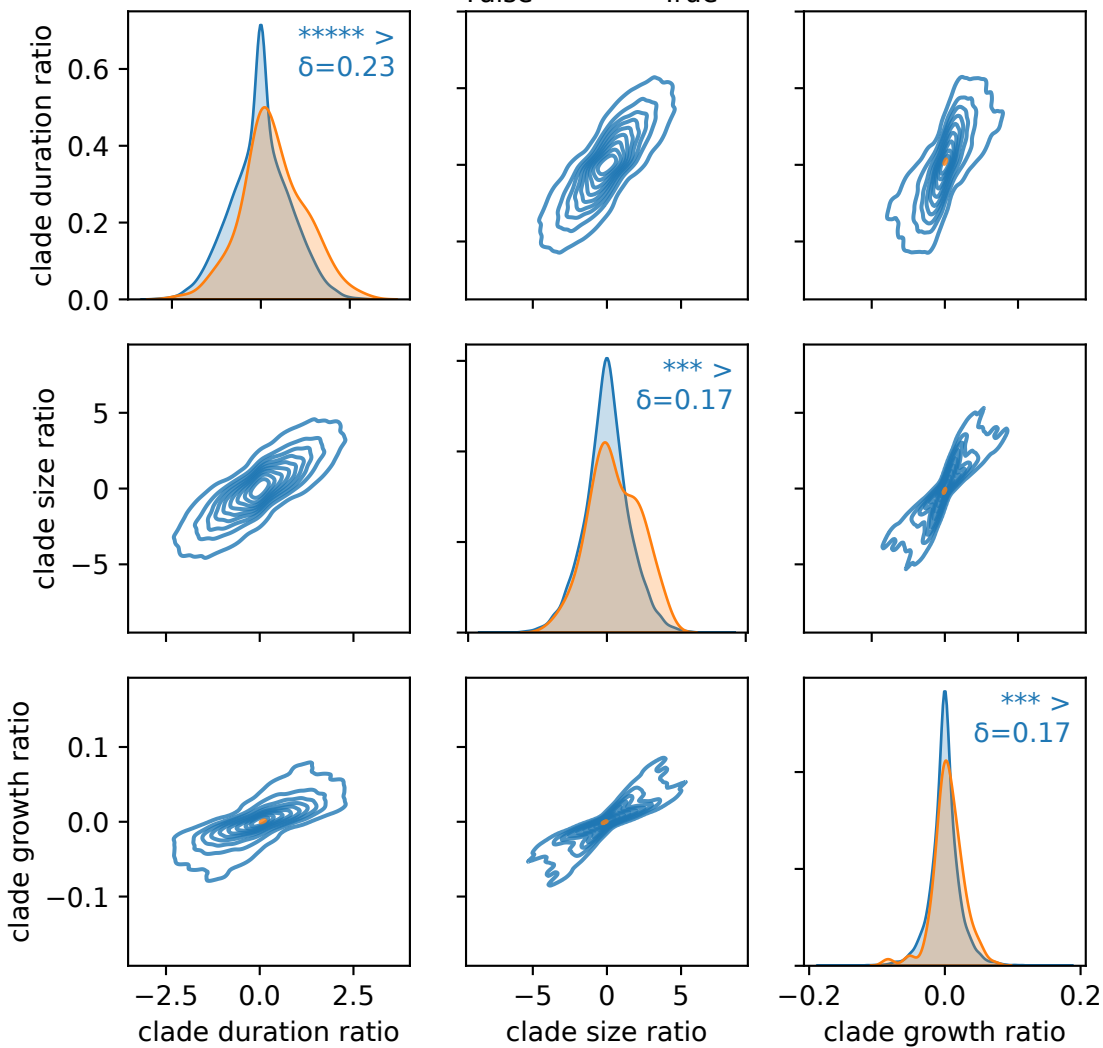 True
clade duration ratio
0.6
0.4
0.2
0.0
***** >
δ=0.23
clade size ratio
5
0
−5
*** >
δ=0.17
clade growth ratio
0.1
0.0
−0.1
*** >
δ=0.17
−2.5 0.0 2.5
−5 0 5
−0.2 0.0 0.2
clade duration ratio
clade size ratio
clade growth ratio